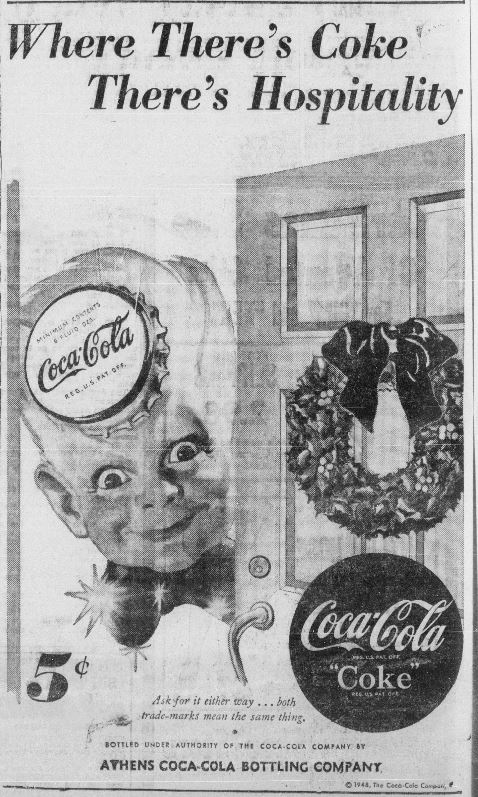 Where There's Coke
There's Hospitality
MINIMUM CONTENTS
6 FLUID OZS.
Coca-Cola
REG. U.S. PAT. OFF.
Coca-Cola
REG. U.S. PAT. OFF.
"Coke"
REG. U.S. PAT. OFF.
5¢
Ask for it either way . . . both
trade-marks mean the same thing.
BOTTLED UNDER AUTHORITY OF THE COCA-COLA COMPANY BY
ATHENS COCA-COLA BOTTLING COMPANY
© 1948, The Coca-Cola Company